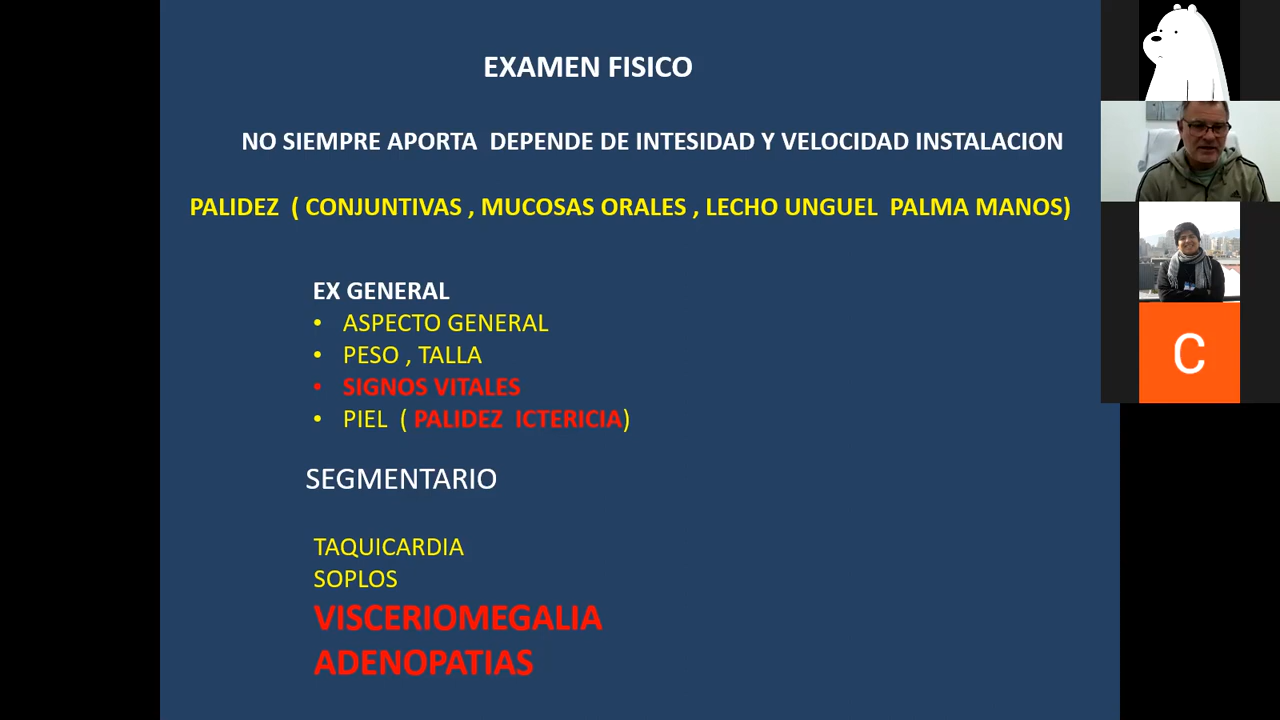 EXAMEN FISICO
NO SIEMPRE APORTA DEPENDE DE INTESIDAD Y VELOCIDAD INSTALACION
PALIDEZ ( CONJUNTIVAS , MUCOSAS ORALES , LECHO UNGUEL PALMA MANOS)
EX GENERAL
• ASPECTO GENERAL
• PESO , TALLA
• SIGNOS VITALES
• PIEL ( PALIDEZ ICTERICIA)
SEGMENTARIO
TAQUICARDIA
SOPLOS
VISCERIOMEGALIA
ADENOPATIAS
C